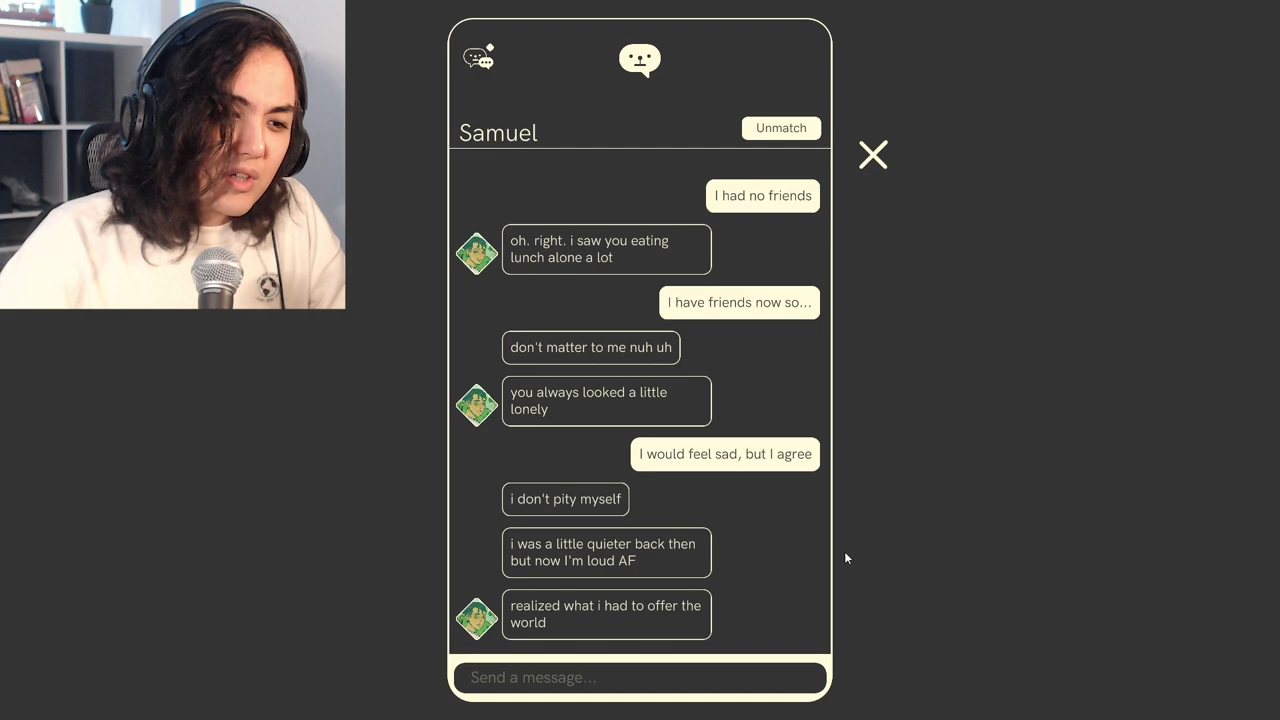 Samuel
Unmatch
I had no friends
oh. right. i saw you eating
lunch alone a lot
I have friends now so...
don't matter to me nuh uh
you always looked a little
lonely
I would feel sad, but I agree
i don't pity myself
i was a little quieter back then
but now I'm loud AF
realized what i had to offer the
world
Send a message...